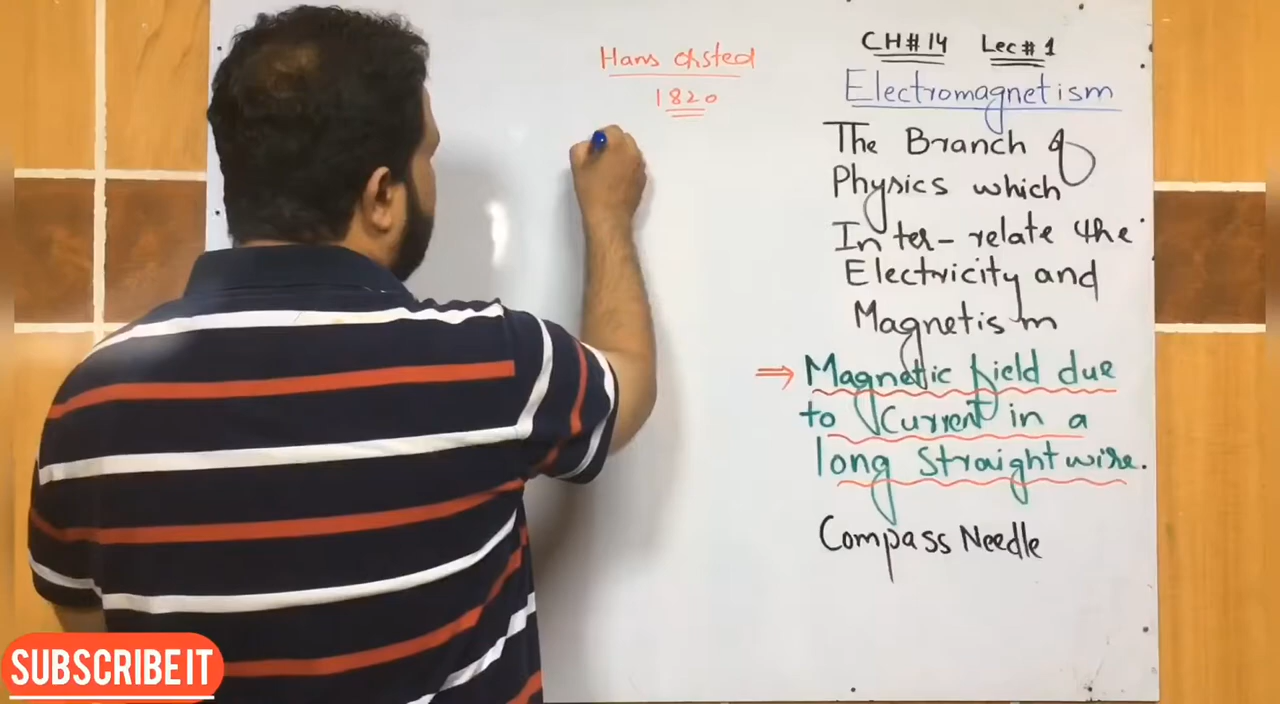 Hans Orsted
1820
CH # 14 Lec # 1
Electromagnetism
The Branch of
Physics which
Inter-relate the
Electricity and
Magnetism
⇒ Magnetic field due
to Current in a
long Straight wire.
Compass Needle
SUBSCRIBE IT